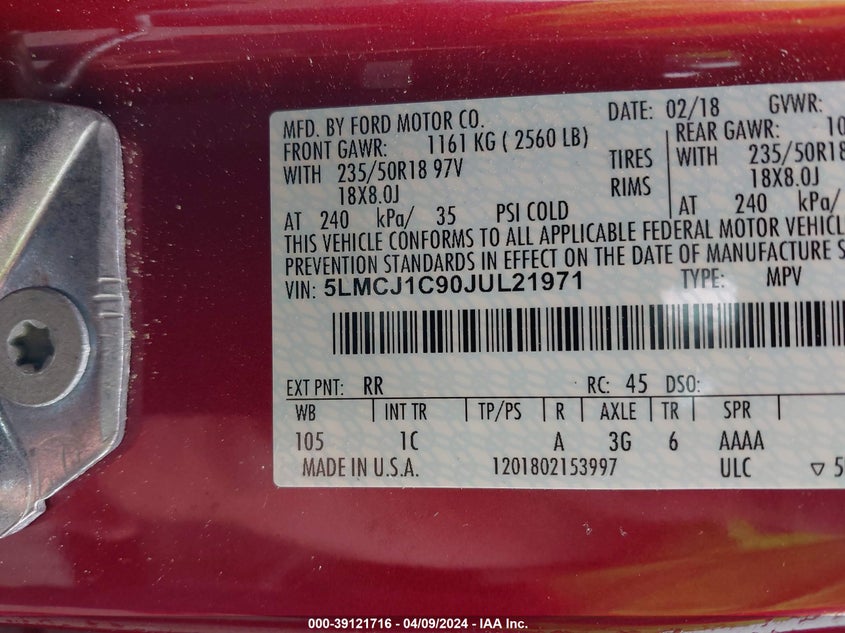 MFD. BY FORD MOTOR CO. DATE: 02/18 GVWR:
FRONT GAWR: 1161 KG ( 2560 LB) REAR GAWR: 10
WITH 235/50R18 97V TIRES WITH 235/50R18
18X8.0J RIMS 18X8.0J
AT 240 kPa/ 35 PSI COLD AT 240 kPa/
THIS VEHICLE CONFORMS TO ALL APPLICABLE FEDERAL MOTOR VEHICL
PREVENTION STANDARDS IN EFFECT ON THE DATE OF MANUFACTURE S
VIN: 5LMCJ1C90JUL21971 TYPE: MPV
EXT PNT: RR RC: 45 DSO:
WB INT TR TP/PS R AXLE TR SPR
105 1C A 3G 6 AAAA
MADE IN U.S.A. 1201802153997 ULC ▽ 5
000-39121716 - 04/09/2024 - IAA Inc.